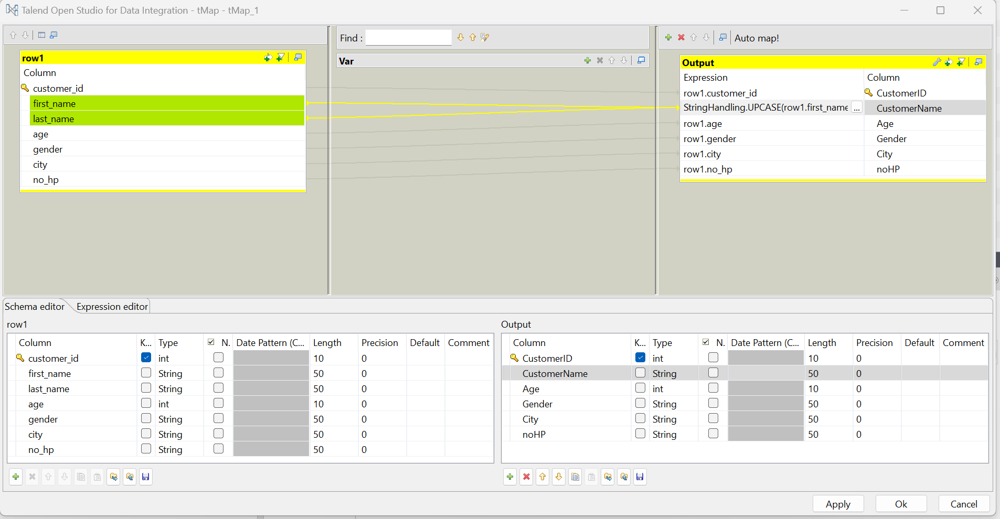 Talend Open Studio for Data Integration - tMap - tMap_1
Find :
Auto map!
row1
Column
customer_id
first_name
last_name
age
gender
city
no_hp
Var
Output
Expression Column
row1.customer_id CustomerID
StringHandling.UPCASE(row1.first_name ... CustomerName
row1.age Age
row1.gender Gender
row1.city City
row1.no_hp noHP
Schema editor Expression editor
row1
Column K... Type N. Date Pattern (C... Length Precision Default Comment
customer_id int 10 0
first_name String 50 0
last_name String 50 0
age int 10 0
gender String 50 0
city String 50 0
no_hp String 50 0
Output
Column K... Type N. Date Pattern (C... Length Precision Default Comment
CustomerID int 10 0
CustomerName String 50 0
Age int 10 0
Gender String 50 0
City String 50 0
noHP String 50 0
Apply Ok Cancel